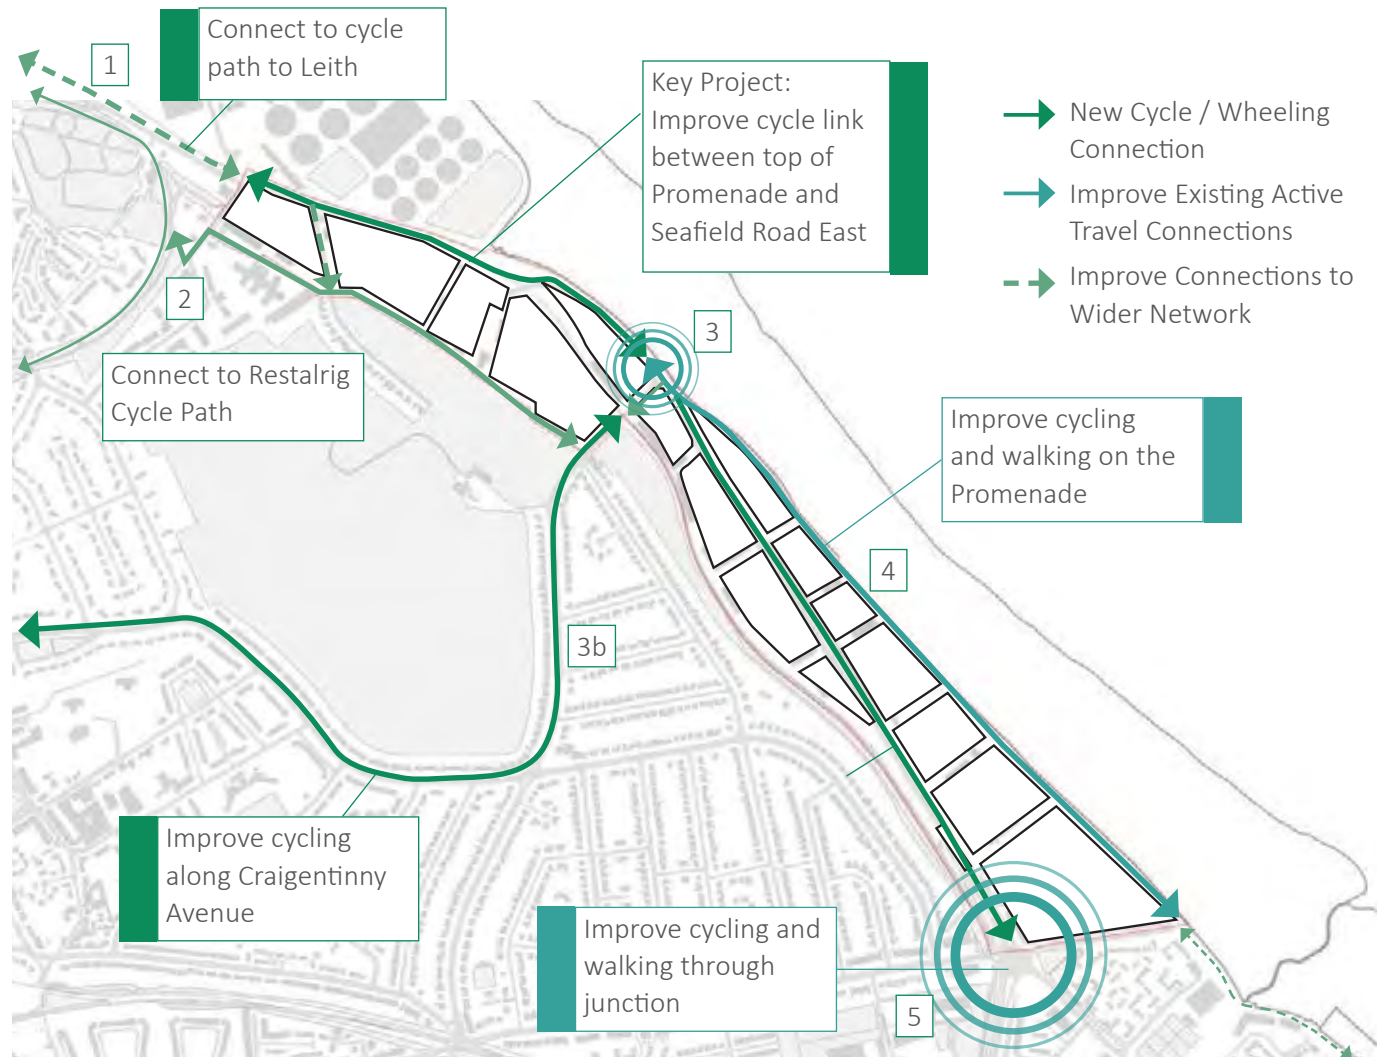 Connect to cycle
path to Leith
1
Key Project:
Improve cycle link
between top of
Promenade and
Seafield Road East
New Cycle / Wheeling
Connection
Improve Existing Active
Travel Connections
Improve Connections to
Wider Network
2
3
Connect to Restalrig
Cycle Path
Improve cycling
and walking on the
Promenade
4
3b
Improve cycling
along Craigentinny
Avenue
Improve cycling and
walking through
junction
5